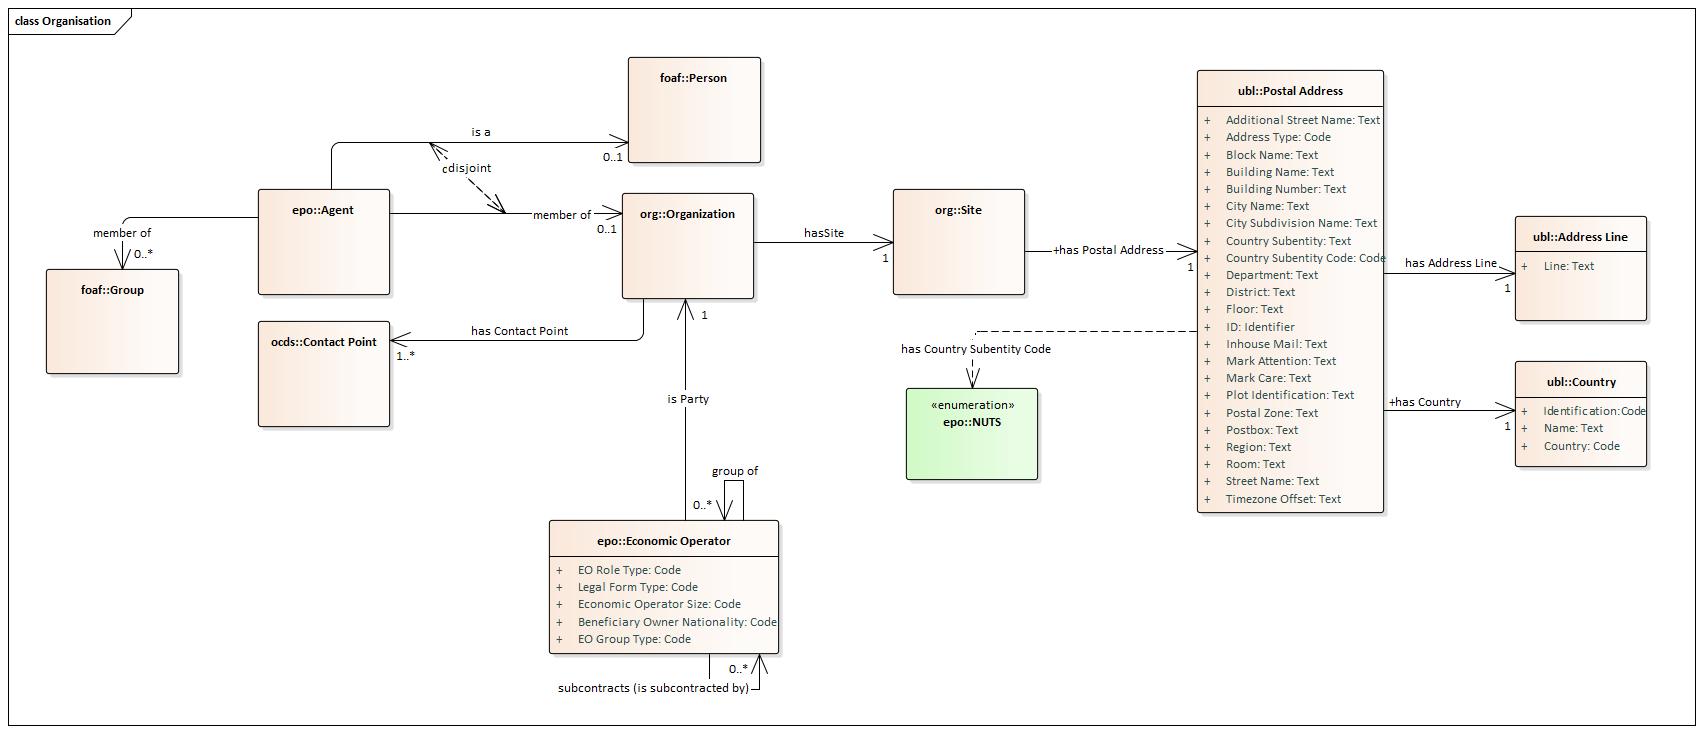 class Organisation
foaf::Person
is a
0..1
cdisjoint
epo::Agent
member of
0..1
org::Organization
member of
0..*
foaf::Group
ocds::Contact Point
has Contact Point
1..*
hasSite
1
org::Site
+has Postal Address
1
ubl::Postal Address
+ Additional Street Name: Text
+ Address Type: Code
+ Block Name: Text
+ Building Name: Text
+ Building Number: Text
+ City Name: Text
+ City Subdivision Name: Text
+ Country Subentity: Text
+ Country Subentity Code: Code
+ Department: Text
+ District: Text
+ Floor: Text
+ ID: Identifier
+ Inhouse Mail: Text
+ Mark Attention: Text
+ Mark Care: Text
+ Plot Identification: Text
+ Postal Zone: Text
+ Postbox: Text
+ Region: Text
+ Room: Text
+ Street Name: Text
+ Timezone Offset: Text
has Address Line
1
ubl::Address Line
+ Line: Text
+has Country
1
ubl::Country
+ Identification:Code
+ Name: Text
+ Country: Code
has Country Subentity Code
«enumeration»
epo::NUTS
1
is Party
group of
0..*
epo::Economic Operator
+ EO Role Type: Code
+ Legal Form Type: Code
+ Economic Operator Size: Code
+ Beneficiary Owner Nationality: Code
+ EO Group Type: Code
0..*
subcontracts (is subcontracted by)